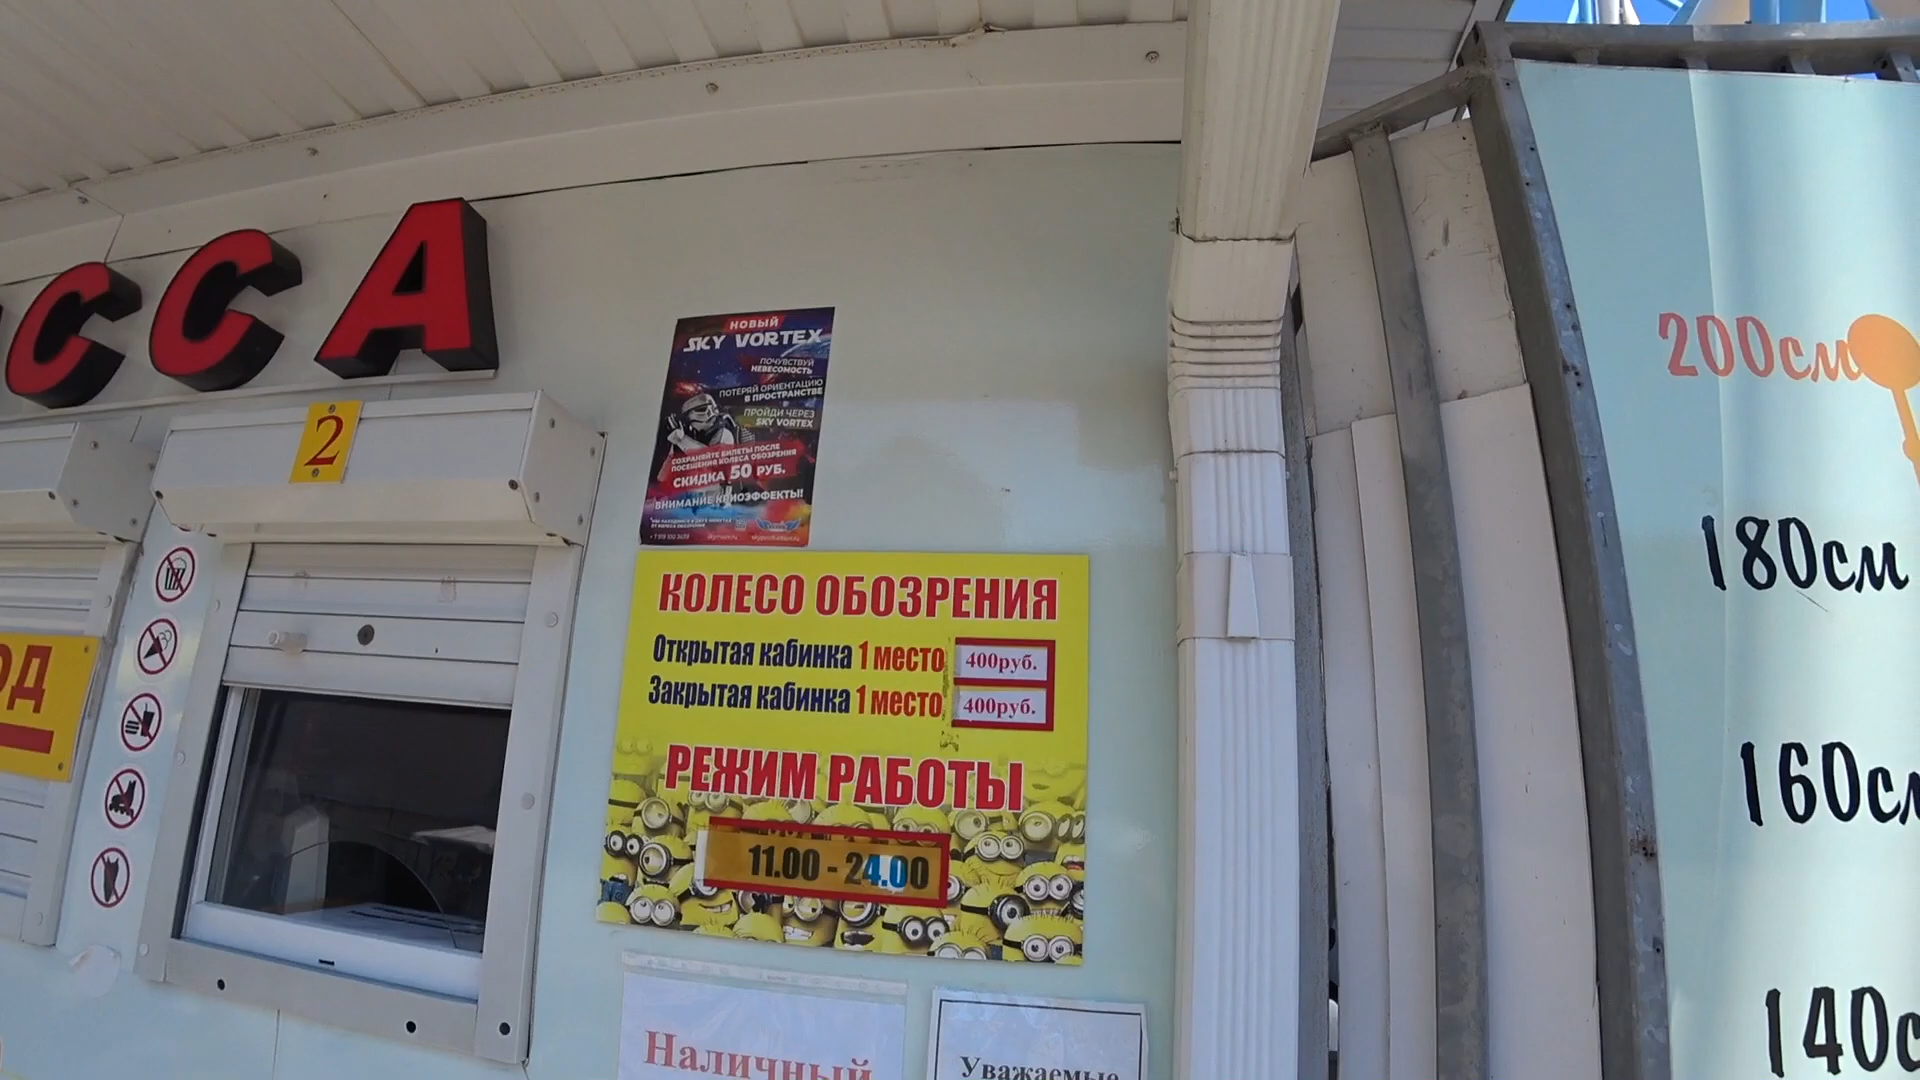 ССА
2
НОВЫЙ
SKY VORTEX
ПОЧУВСТВУЙ
НЕВЕСОМОСТЬ
ПОТЕРЯЙ ОРИЕНТАЦИЮ
В ПРОСТРАНСТВЕ
ПРОЙДИ ЧЕРЕЗ
SKY VORTEX
СОХРАНЯЙТЕ БИЛЕТЫ ПОСЛЕ
ПОСЕЩЕНИЯ КОЛЕСА ОБОЗРЕНИЯ
СКИДКА 50 РУБ.
ВНИМАНИЕ КРИОЭФФЕКТЫ!
ОД
КОЛЕСО ОБОЗРЕНИЯ
Открытая кабинка 1 место 400руб.
Закрытая кабинка 1 место 400руб.
РЕЖИМ РАБОТЫ
11.00 - 24.00
Наличный
Уважаемые
200см
180см
160см
140с